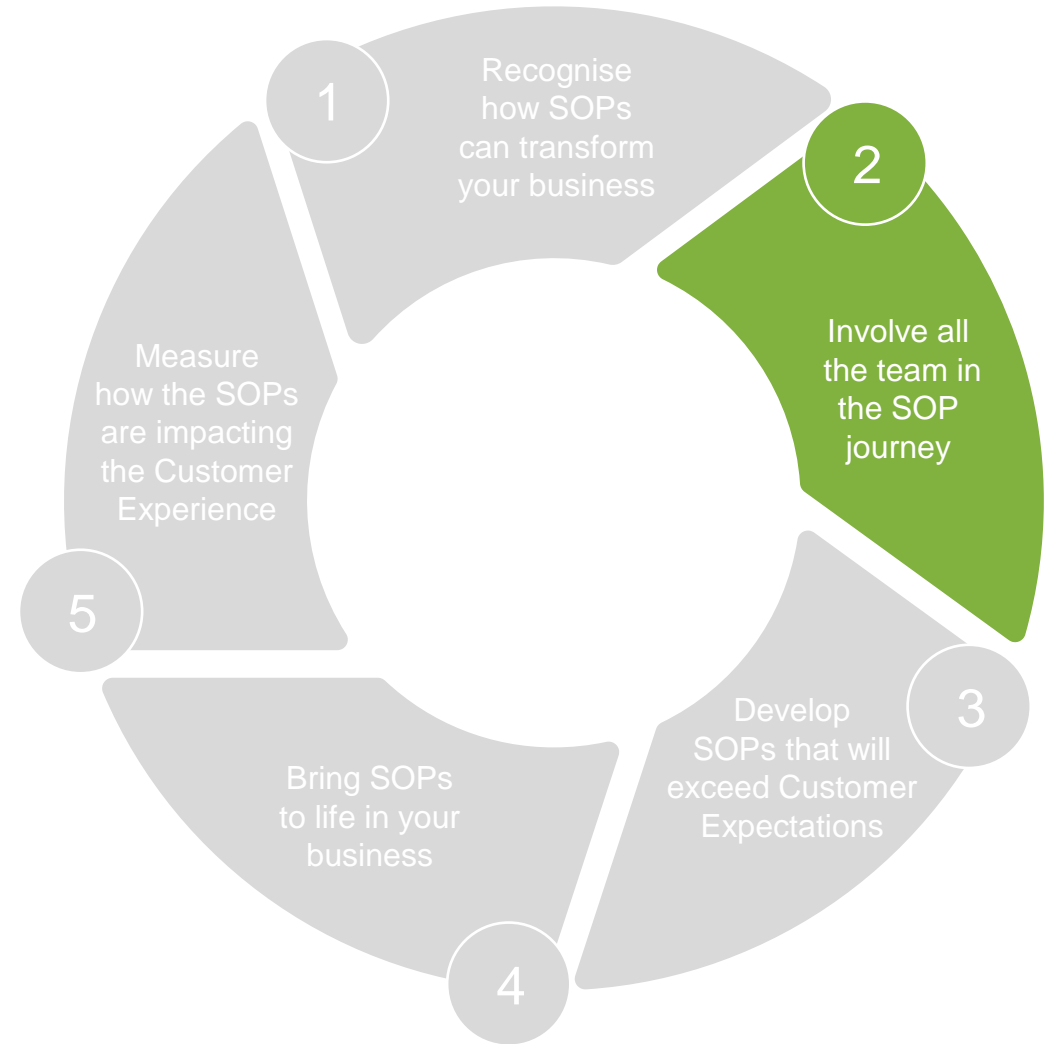 1
Recognise
how SOPs
can transform
your business
2
Involve all
the team in
the SOP
journey
3
Develop
SOPs that will
exceed Customer
Expectations
4
Bring SOPs
to life in your
business
5
Measure
how the SOPs
are impacting
the Customer
Experience